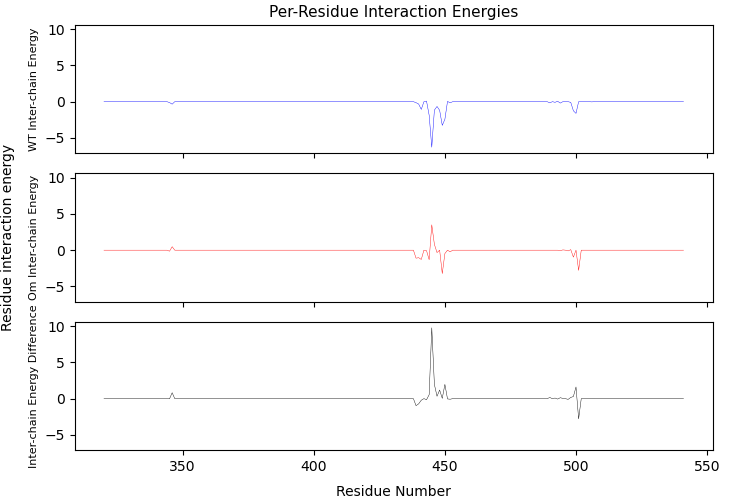 Per-Residue Interaction Energies
Residue interaction energy
WT Inter-chain Energy
10
5
0
−5
Om Inter-chain Energy
10
5
0
−5
Inter-chain Energy Difference
10
5
0
−5
350
400
450
500
550
Residue Number